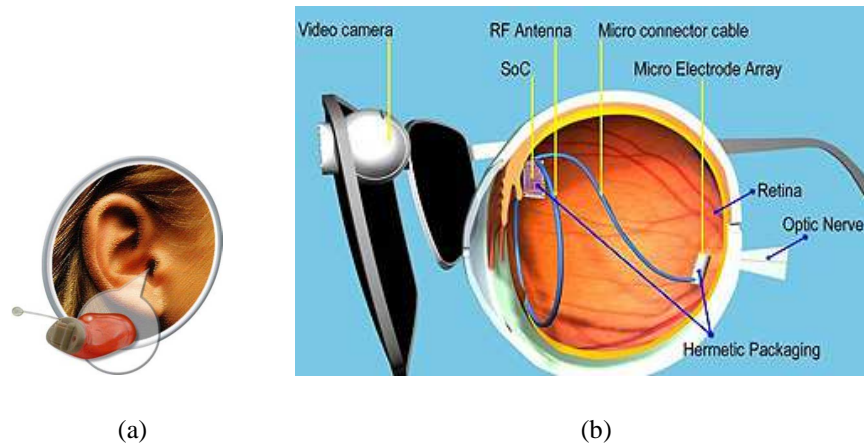 Video camera
RF Antenna
Micro connector cable
SoC
Micro Electrode Array
Retina
Optic Nerve
Hermetic Packaging
(a)
(b)